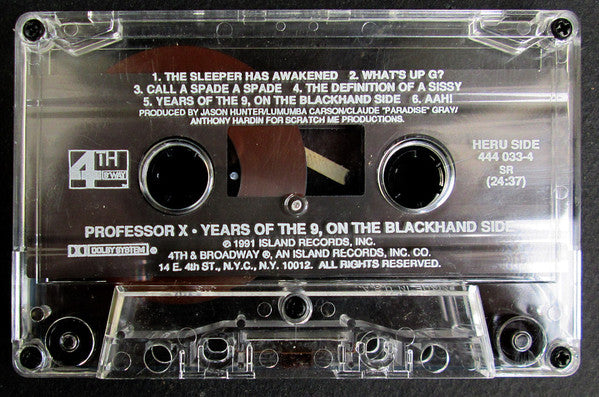 1. THE SLEEPER HAS AWAKENED 2. WHAT'S UP G?
3. CALL A SPADE A SPADE 4. THE DEFINITION OF A SISSY
5. YEARS OF THE 9, ON THE BLACKHAND SIDE 6. AAH!
PRODUCED BY JASON HUNTER/LUMUMBA CARSON/CLAUDE "PARADISE" GRAY/
ANTHONY HARDIN FOR SCRATCH ME PRODUCTIONS.
4TH
B'WAY
HERU SIDE
444 033-4
SR
(24:37)
PROFESSOR X • YEARS OF THE 9, ON THE BLACKHAND SIDE
DOLBY SYSTEM ®
℗ 1991 ISLAND RECORDS, INC.
4TH & BROADWAY ®, AN ISLAND RECORDS, INC. CO.
14 E. 4th ST., N.Y.C., N.Y. 10012. ALL RIGHTS RESERVED.